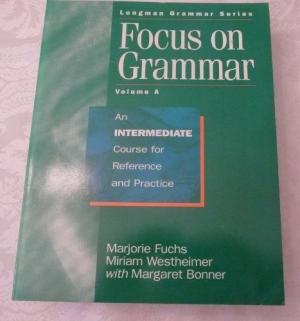 Longman Grammar Series
Focus on
Grammar
Volume A
An
INTERMEDIATE
Course for
Reference
and Practice
Marjorie Fuchs
Miriam Westheimer
with Margaret Bonner